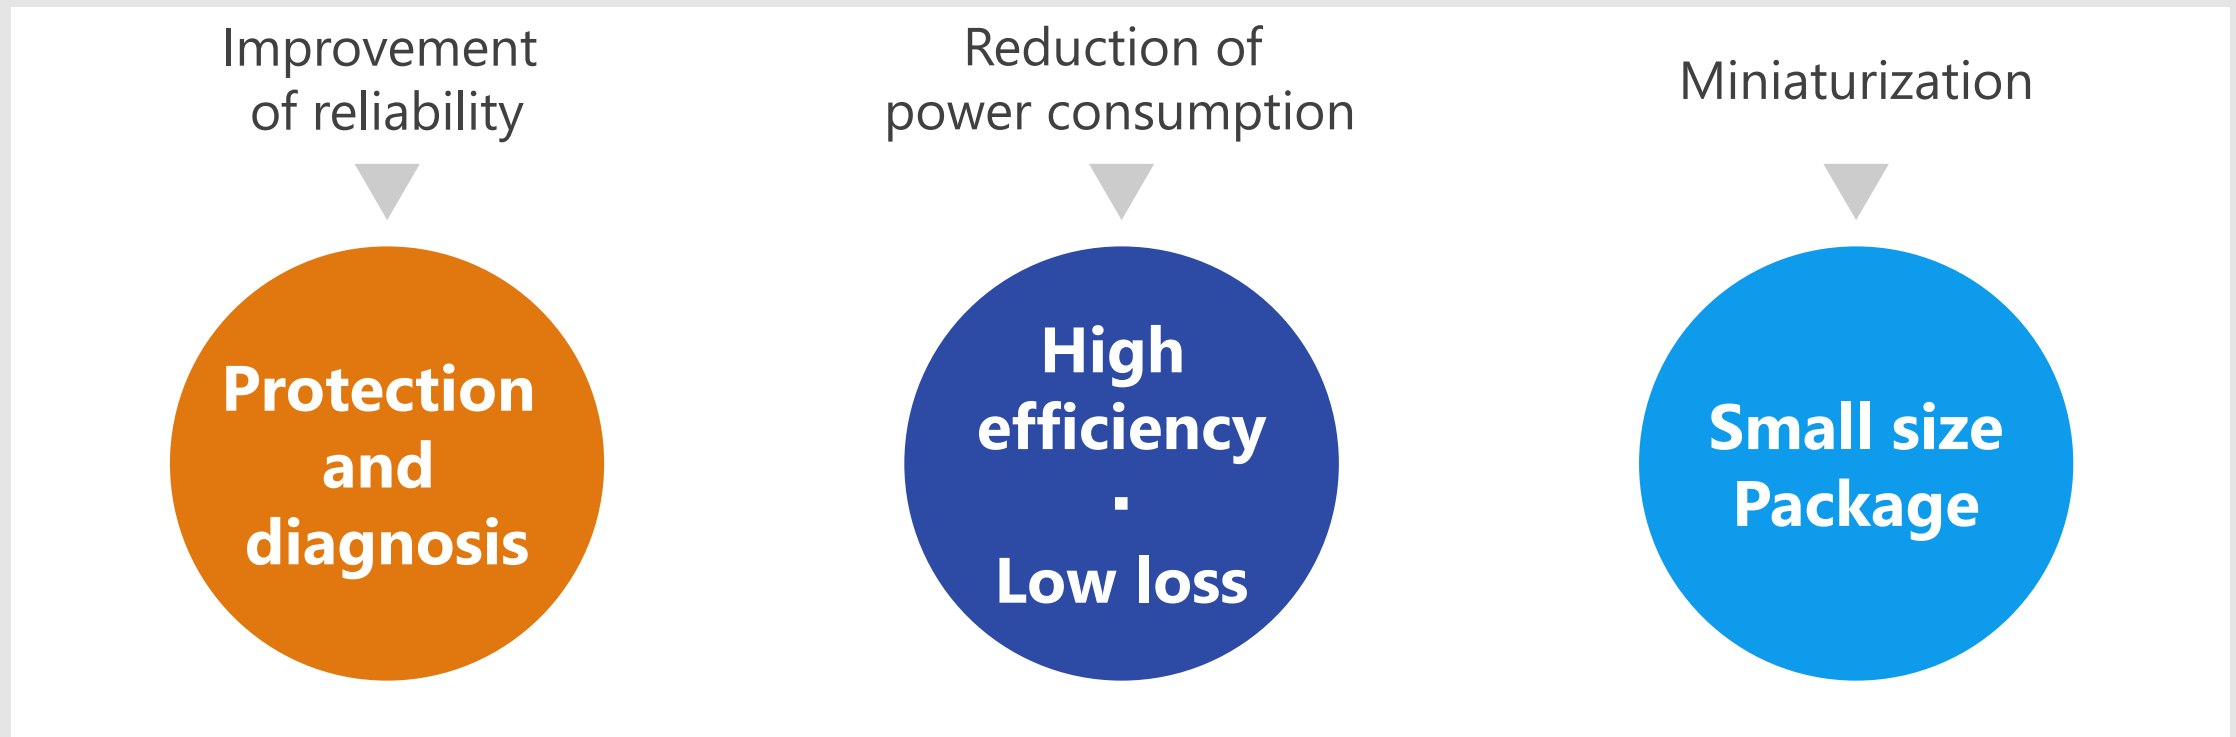 Improvement
of reliability
Reduction of
power consumption
Miniaturization
Protection
and
diagnosis
High
efficiency
·
Low loss
Small size
Package